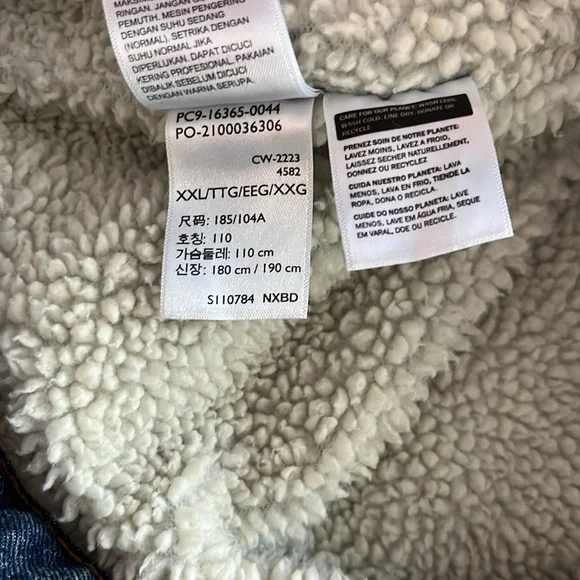 MAKSIMU
RINGAN. JANGAN
PEMUTIH. MESIN PENGERING
DENGAN SUHU SEDANG
(NORMAL). SETRIKA DENGAN
SUHU NORMAL JIKA
DIPERLUKAN. DAPAT DICUCI
KERING PROFESIONAL. PAKAIAN
DIBALIK SEBELUM DICUCI
DENGAN WARNA SERUPA.
PC9-16365-0044
PO-2100036306
CW-2223
4582
XXL/TTG/EEG/XXG
尺码: 185/104A
호칭: 110
가슴둘레: 110 cm
신장: 180 cm / 190 cm
S110784 NXBD
CARE FOR OUR PLANET: WASH LESS,
WASH COLD, LINE DRY, DONATE OR
RECYCLE
PRENEZ SOIN DE NOTRE PLANETE:
LAVEZ MOINS, LAVEZ A FROID,
LAISSEZ SECHER NATURELLEMENT,
DONNEZ OU RECYCLEZ
CUIDA NUESTRO PLANETA: LAVA
MENOS, LAVA EN FRIO, TIENDE LA
ROPA, DONA O RECICLA.
CUIDE DO NOSSO PLANETA: LAVE
MENOS, LAVE EM ÁGUA FRIA, SEQUE
EM VARAL, DOE OU RECICLE.